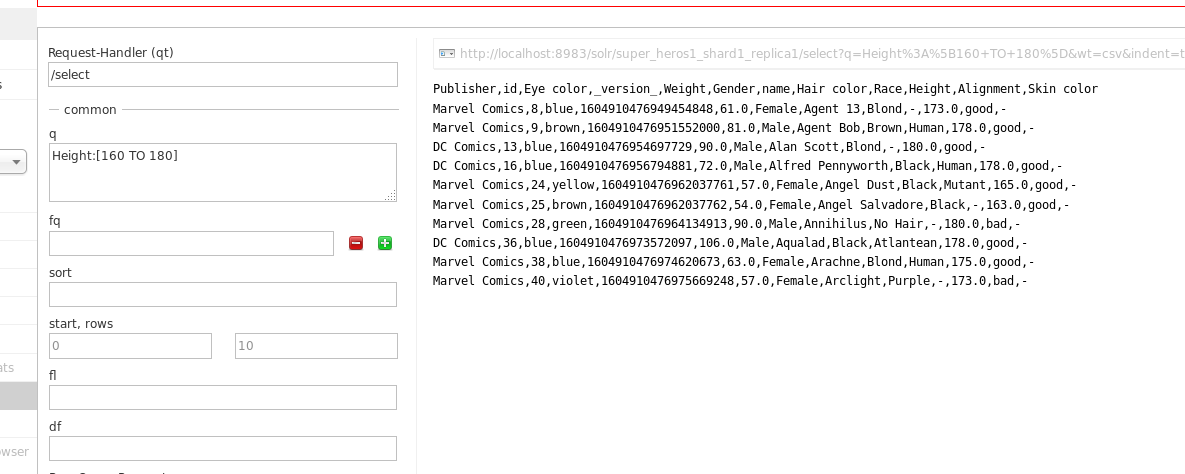 Request-Handler (qt)
/select
common
q
Height:[160 TO 180]
fq
sort
start, rows
0
10
fl
df
ats
owser
http://localhost:8983/solr/super_heros1_shard1_replica1/select?q=Height%3A%5B160+TO+180%5D&wt=csv&indent=t
Publisher,id,Eye color,_version_,Weight,Gender,name,Hair color,Race,Height,Alignment,Skin color
Marvel Comics,8,blue,1604910476949454848,61.0,Female,Agent 13,Blond,-,173.0,good,-
Marvel Comics,9,brown,1604910476951552000,81.0,Male,Agent Bob,Brown,Human,178.0,good,-
DC Comics,13,blue,1604910476954697729,90.0,Male,Alan Scott,Blond,-,180.0,good,-
DC Comics,16,blue,1604910476956794881,72.0,Male,Alfred Pennyworth,Black,Human,178.0,good,-
Marvel Comics,24,yellow,1604910476962037761,57.0,Female,Angel Dust,Black,Mutant,165.0,good,-
Marvel Comics,25,brown,1604910476962037762,54.0,Female,Angel Salvadore,Black,-,163.0,good,-
Marvel Comics,28,green,1604910476964134913,90.0,Male,Annihilus,No Hair,-,180.0,bad,-
DC Comics,36,blue,1604910476973572097,106.0,Male,Aqualad,Black,Atlantean,178.0,good,-
Marvel Comics,38,blue,1604910476974620673,63.0,Female,Arachne,Blond,Human,175.0,good,-
Marvel Comics,40,violet,1604910476975669248,57.0,Female,Arclight,Purple,-,173.0,bad,-